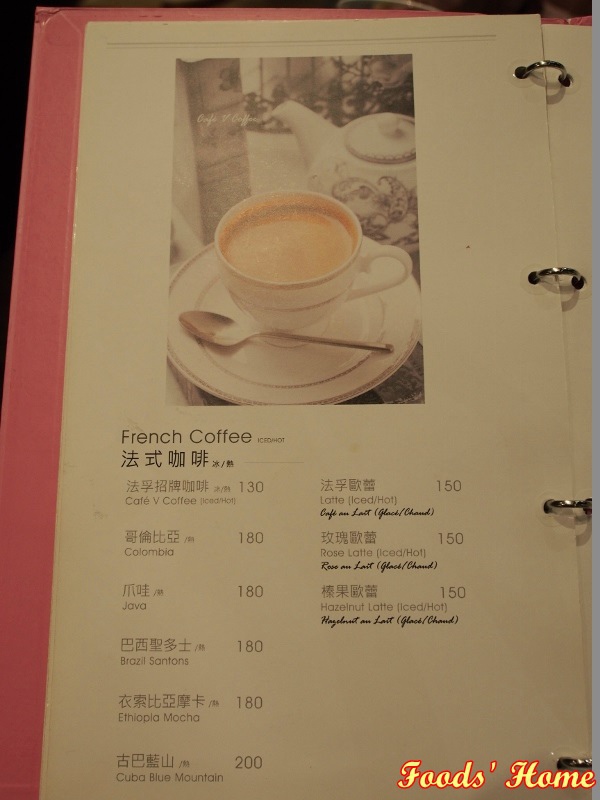 Café V Coffee
French Coffee ICED/HOT
法式咖啡 冰/熱
法孚招牌咖啡 冰/熱 130
Café V Coffee (Iced/Hot)
哥倫比亞 /熱 180
Colombia
爪哇 /熱 180
Java
巴西聖多士 /熱 180
Brazil Santons
衣索比亞摩卡 /熱 180
Ethiopia Mocha
古巴藍山 /熱 200
Cuba Blue Mountain
法孚歐蕾 150
Latte (Iced/Hot)
Café au Lait (Glacé/Chaud)
玫瑰歐蕾 150
Rose Latte (Iced/Hot)
Rose au Lait (Glacé/Chaud)
榛果歐蕾 150
Hazelnut Latte (Iced/Hot)
Hazelnut au Lait (Glacé/Chaud)
Foods' Home